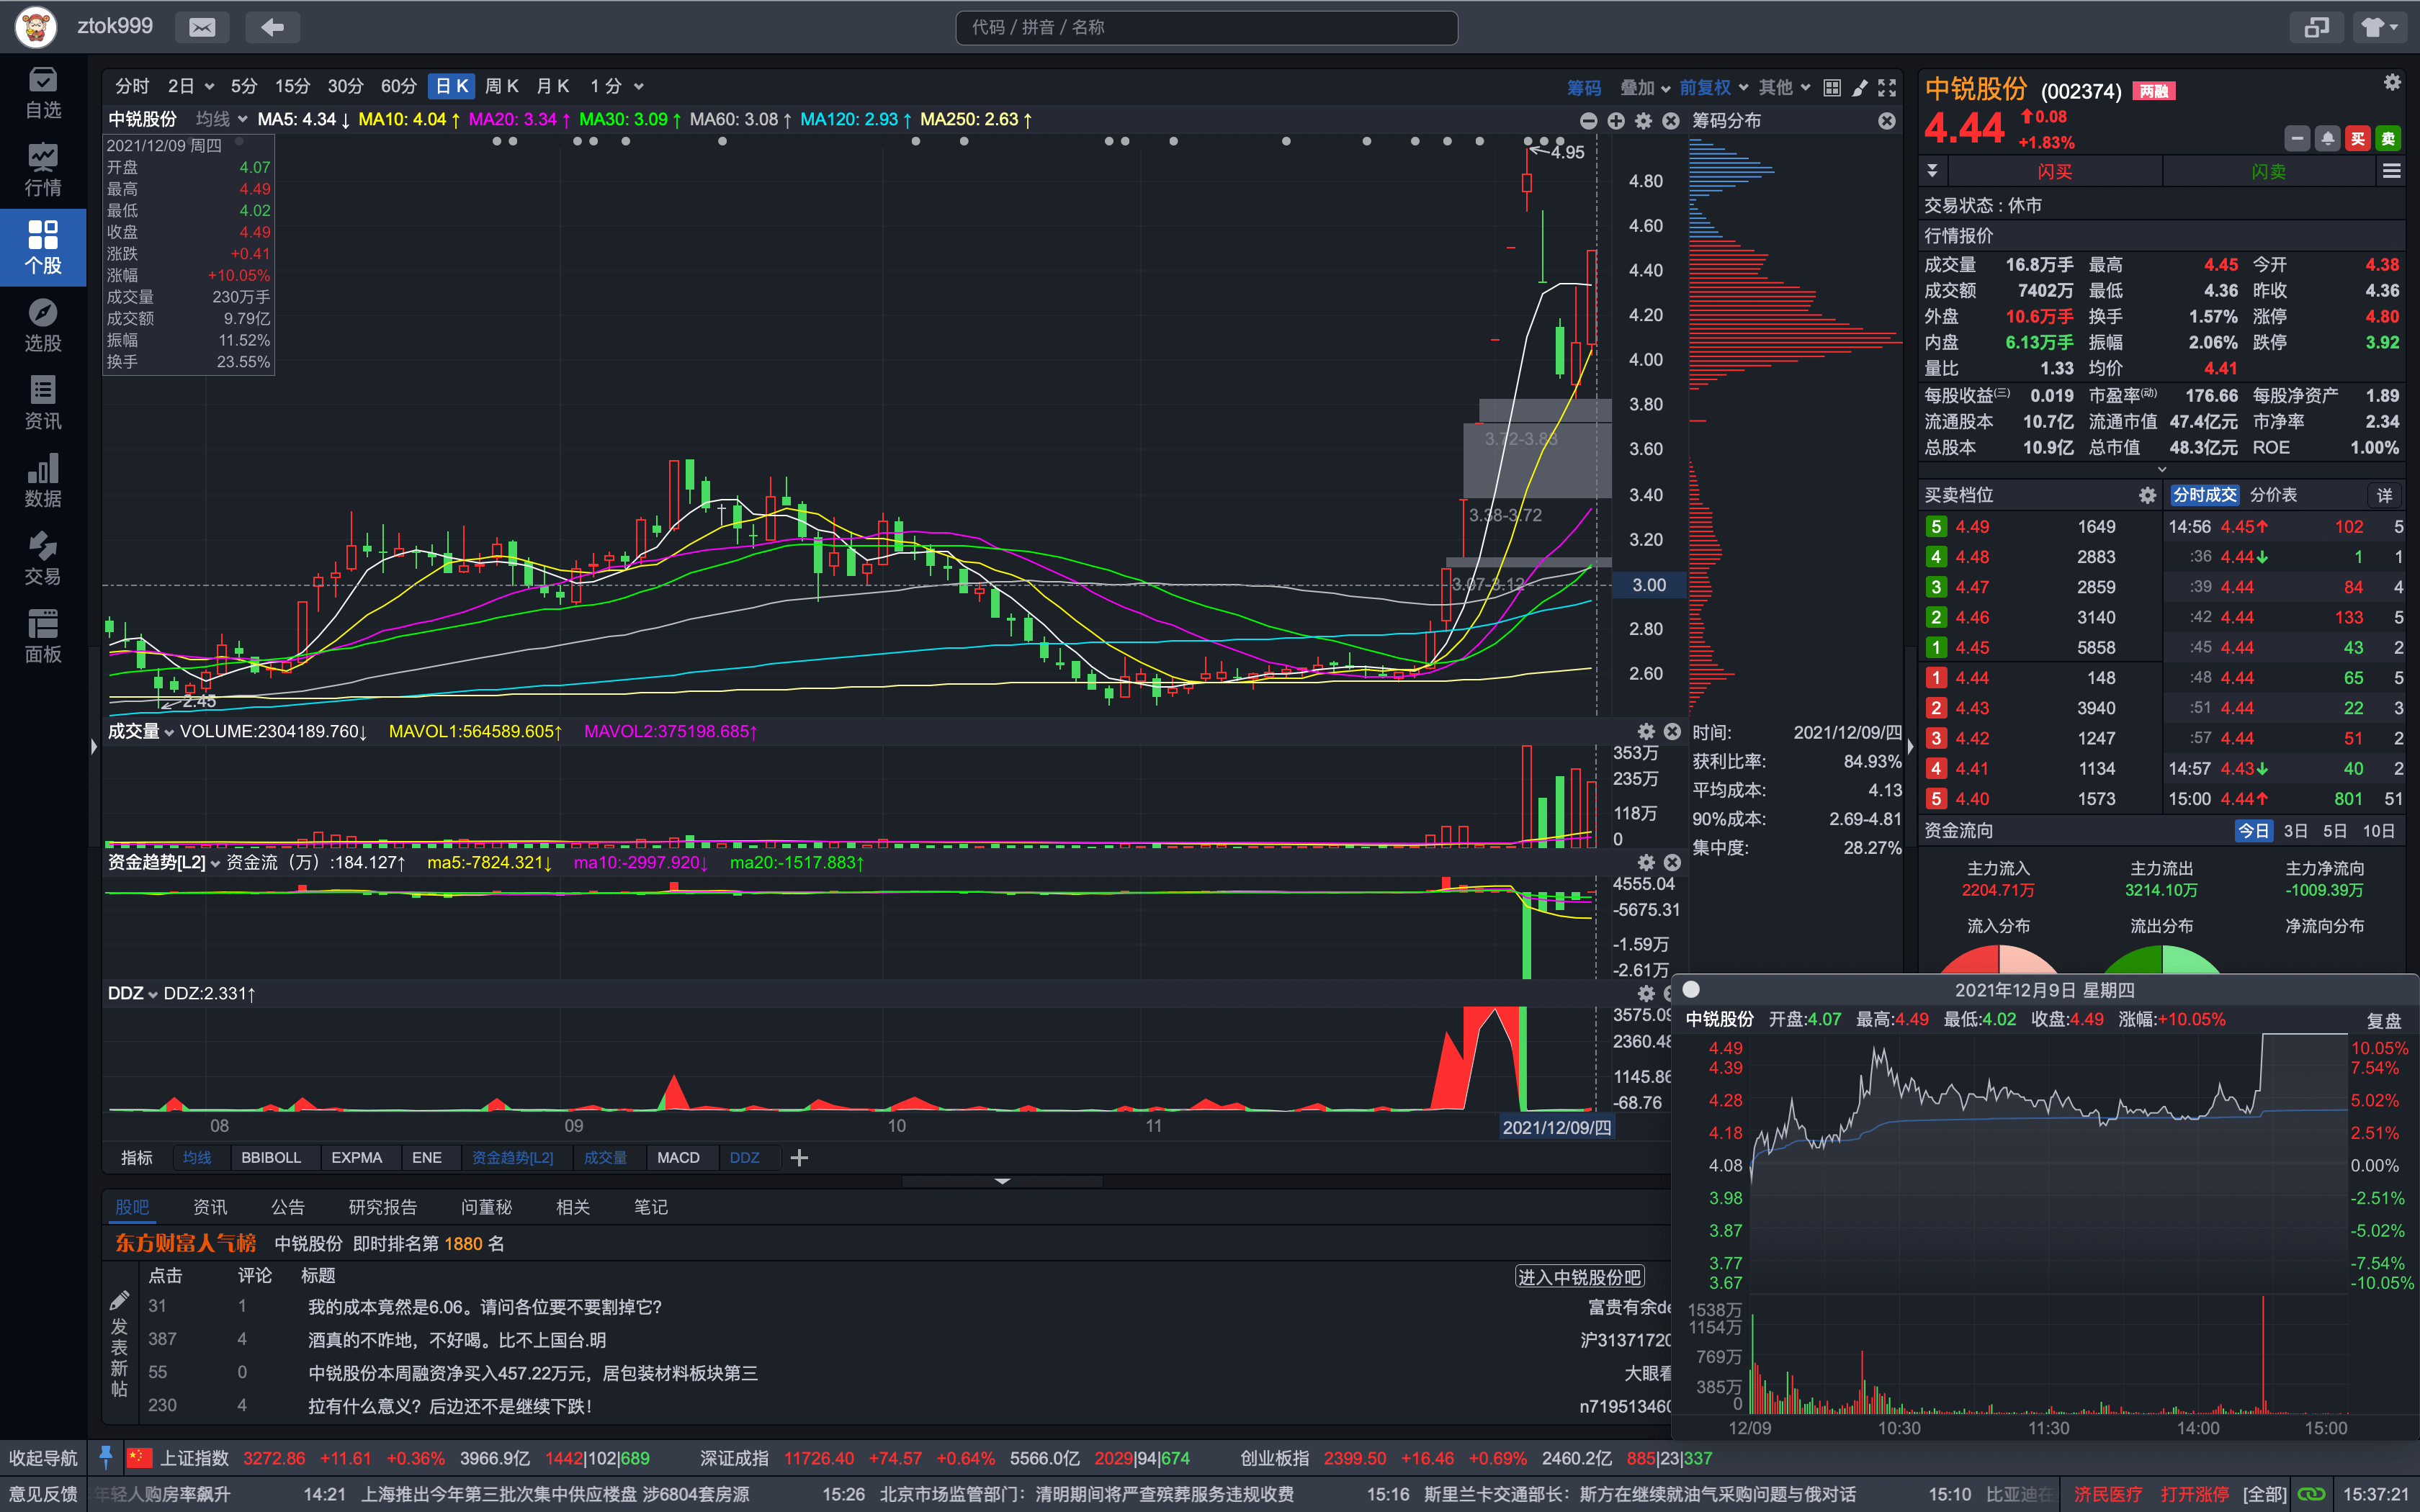 ztok999
代码 / 拼音 / 名称
自选
行情
个股
选股
资讯
数据
交易
面板
分时 2日 5分 15分 30分 60分 日K 周K 月K 1分
筹码 叠加 前复权 其他
中锐股份 均线 MA5: 4.34↓ MA10: 4.04↑ MA20: 3.34↑ MA30: 3.09↑ MA60: 3.08↑ MA120: 2.93↑ MA250: 2.63↑
筹码分布
2021/12/09 周四
开盘 4.07
最高 4.49
最低 4.02
收盘 4.49
涨跌 +0.41
涨幅 +10.05%
成交量 230万手
成交额 9.79亿
振幅 11.52%
换手 23.55%
4.95
4.80
4.60
4.40
4.20
4.00
3.80
3.60
3.40
3.20
3.00
2.80
2.60
3.72-3.83
3.38-3.72
3.07-3.12
2.45
成交量 VOLUME:2304189.760↓ MAVOL1:564589.605↑ MAVOL2:375198.685↑
353万
235万
118万
0
资金趋势[L2] 资金流（万）:184.127↑ ma5:-7824.321↓ ma10:-2997.920↓ ma20:-1517.883↑
4555.04
-5675.31
-1.59万
-2.61万
DDZ DDZ:2.331↑
3575.09
2360.48
1145.86
-68.76
08 09 10 11 2021/12/09/四
时间: 2021/12/09/四
获利比率: 84.93%
平均成本: 4.13
90%成本: 2.69-4.81
集中度: 28.27%
指标 均线 BBIBOLL EXPMA ENE 资金趋势[L2] 成交量 MACD DDZ
股吧 资讯 公告 研究报告 问董秘 相关 笔记
东方财富人气榜 中锐股份 即时排名第 1880 名
点击 评论 标题 进入中锐股份吧
31 1 我的成本竟然是6.06。请问各位要不要割掉它？ 富贵有余de
387 4 酒真的不咋地，不好喝。比不上国台.明 沪31371720
55 0 中锐股份本周融资净买入457.22万元，居包装材料板块第三 大眼看
230 4 拉有什么意义？后边还不是继续下跌！ n71951346
发表新帖
中锐股份 (002374) 两融
4.44 ↑0.08
+1.83%
买 卖
闪买 闪卖
交易状态：休市
行情报价
成交量 16.8万手 最高 4.45 今开 4.38
成交额 7402万 最低 4.36 昨收 4.36
外盘 10.6万手 换手 1.57% 涨停 4.80
内盘 6.13万手 振幅 2.06% 跌停 3.92
量比 1.33 均价 4.41
每股收益(三) 0.019 市盈率(动) 176.66 每股净资产 1.89
流通股本 10.7亿 流通市值 47.4亿元 市净率 2.34
总股本 10.9亿 总市值 48.3亿元 ROE 1.00%
买卖档位 分时成交 分价表 详
5 4.49 1649
4 4.48 2883
3 4.47 2859
2 4.46 3140
1 4.45 5858
1 4.44 148
2 4.43 3940
3 4.42 1247
4 4.41 1134
5 4.40 1573
14:56 4.45↑ 102 5
:36 4.44↓ 1 1
:39 4.44 84 4
:42 4.44 133 5
:45 4.44 43 2
:48 4.44 65 5
:51 4.44 22 3
:57 4.44 51 2
14:57 4.43↓ 40 2
15:00 4.44↑ 801 51
资金流向 今日 3日 5日 10日
主力流入 主力流出 主力净流向
2204.71万 3214.10万 -1009.39万
流入分布 流出分布 净流向分布
2021年12月9日 星期四
中锐股份 开盘:4.07 最高:4.49 最低:4.02 收盘:4.49 涨幅:+10.05% 复盘
4.49 10.05%
4.39 7.54%
4.28 5.02%
4.18 2.51%
4.08 0.00%
3.98 -2.51%
3.87 -5.02%
3.77 -7.54%
3.67 -10.05%
1538万
1154万
769万
385万
0
12/09 10:30 11:30 14:00 15:00
收起导航 上证指数 3272.86 +11.61 +0.36% 3966.9亿 1442|102|689 深证成指 11726.40 +74.57 +0.64% 5566.0亿 2029|94|674 创业板指 2399.50 +16.46 +0.69% 2460.2亿 885|23|337
意见反馈 年轻人购房率飙升 14:21 上海推出今年第三批次集中供应楼盘 涉6804套房源 15:26 北京市场监管部门：清明期间将严查殡葬服务违规收费 15:16 斯里兰卡交通部长：斯方在继续就油气采购问题与俄对话 15:10 比亚迪在 济民医疗 打开涨停 [全部] 15:37:21